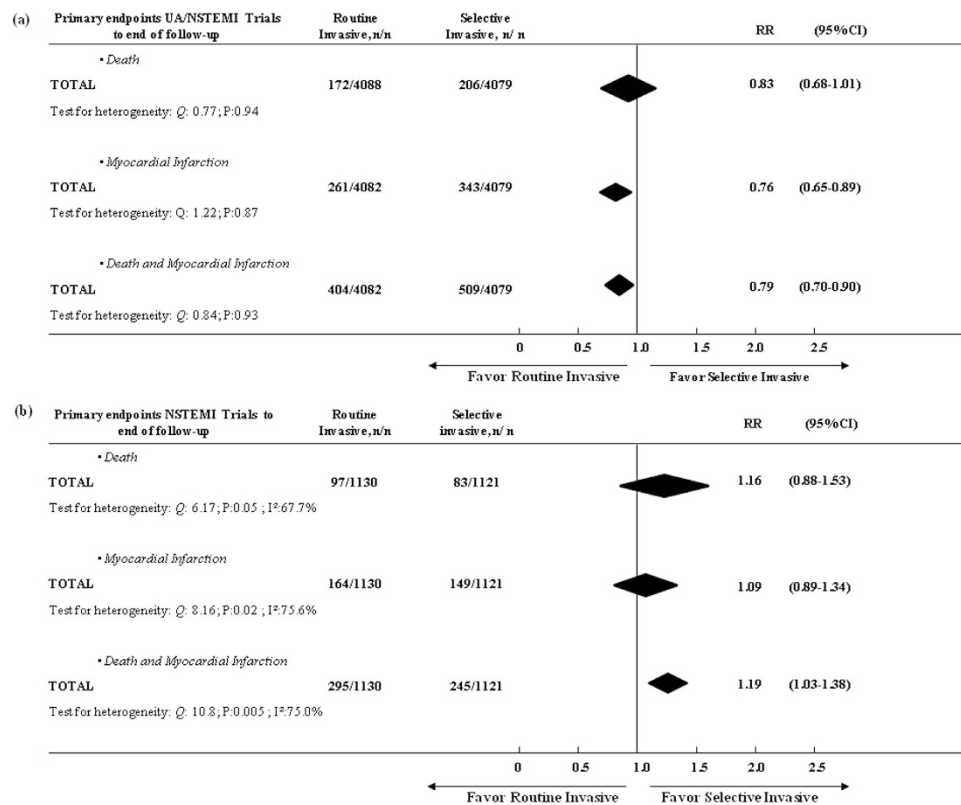 (a)
Primary endpoints UA/NSTEMI Trials to end of follow-up Routine Invasive, n/n Selective Invasive, n/ n RR (95%CI)
• Death
TOTAL 172/4088 206/4079 0.83 (0.68-1.01)
Test for heterogeneity: Q: 0.77; P:0.94
• Myocardial Infarction
TOTAL 261/4082 343/4079 0.76 (0.65-0.89)
Test for heterogeneity: Q: 1.22; P:0.87
• Death and Myocardial Infarction
TOTAL 404/4082 509/4079 0.79 (0.70-0.90)
Test for heterogeneity: Q: 0.84; P:0.93
0 0.5 1.0 1.5 2.0 2.5
Favor Routine Invasive Favor Selective Invasive
(b)
Primary endpoints NSTEMI Trials to end of follow-up Routine Invasive, n/n Selective invasive, n/ n RR (95%CI)
• Death
TOTAL 97/1130 83/1121 1.16 (0.88-1.53)
Test for heterogeneity: Q: 6.17; P:0.05 ; I²:67.7%
• Myocardial Infarction
TOTAL 164/1130 149/1121 1.09 (0.89-1.34)
Test for heterogeneity: Q: 8.16; P:0.02 ; I²:75.6%
• Death and Myocardial Infarction
TOTAL 295/1130 245/1121 1.19 (1.03-1.38)
Test for heterogeneity: Q: 10.8; P:0.005 ; I²:75.0%
0 0.5 1.0 1.5 2.0 2.5
Favor Routine Invasive Favor Selective Invasive